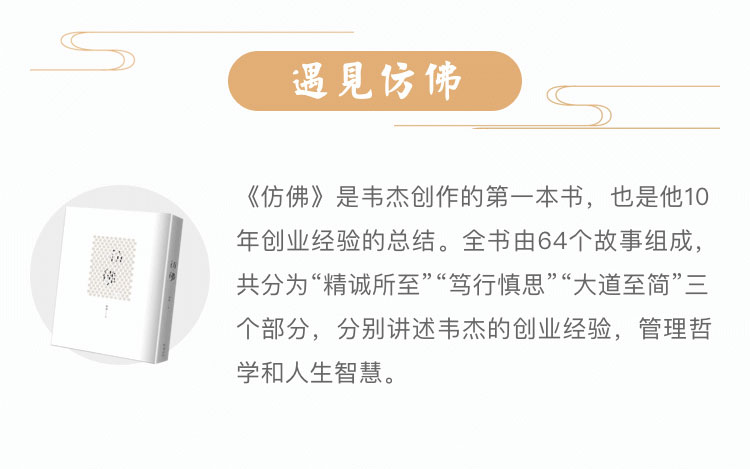 遇見仿佛
《仿佛》是韦杰创作的第一本书，也是他10
年创业经验的总结。全书由64个故事组成，
共分为“精诚所至”“笃行慎思”“大道至简”三
个部分，分别讲述韦杰的创业经验，管理哲
学和人生智慧。